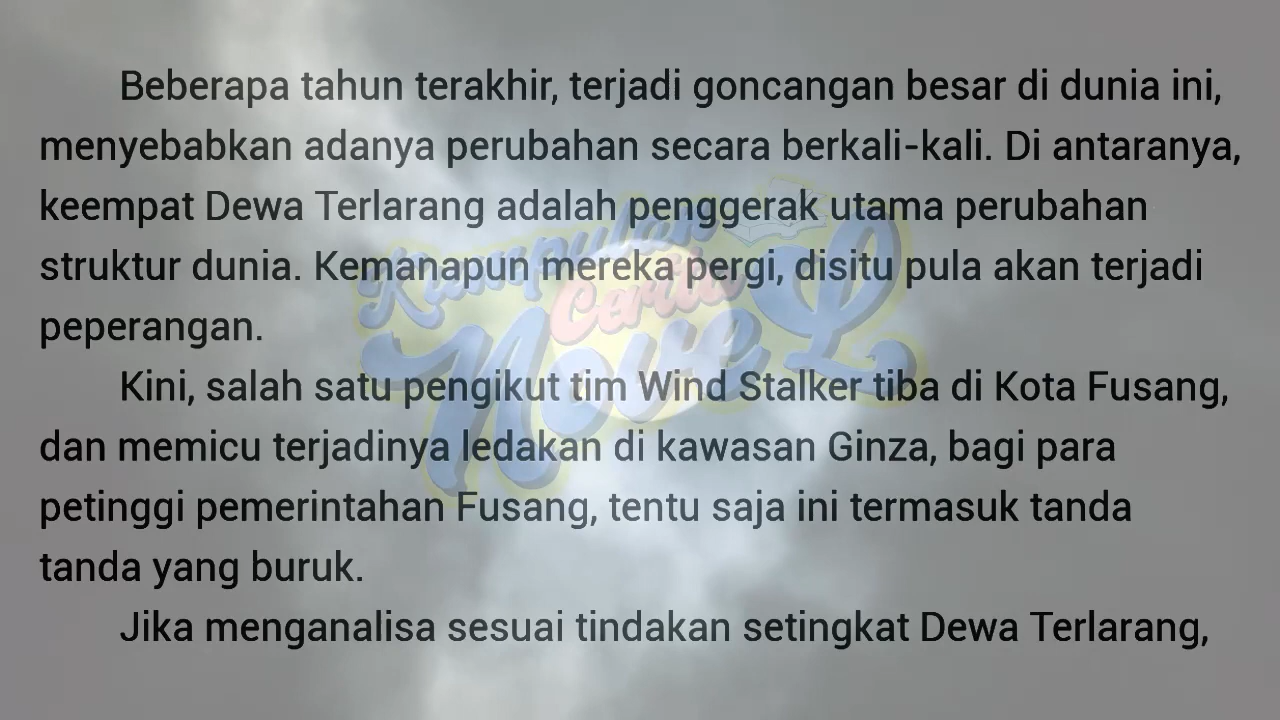 Beberapa tahun terakhir, terjadi goncangan besar di dunia ini,
menyebabkan adanya perubahan secara berkali-kali. Di antaranya,
keempat Dewa Terlarang adalah penggerak utama perubahan
struktur dunia. Kemanapun mereka pergi, disitu pula akan terjadi
peperangan.
Kini, salah satu pengikut tim Wind Stalker tiba di Kota Fusang,
dan memicu terjadinya ledakan di kawasan Ginza, bagi para
petinggi pemerintahan Fusang, tentu saja ini termasuk tanda
tanda yang buruk.
Jika menganalisa sesuai tindakan setingkat Dewa Terlarang,
Kumpulan
Cerita
Novel